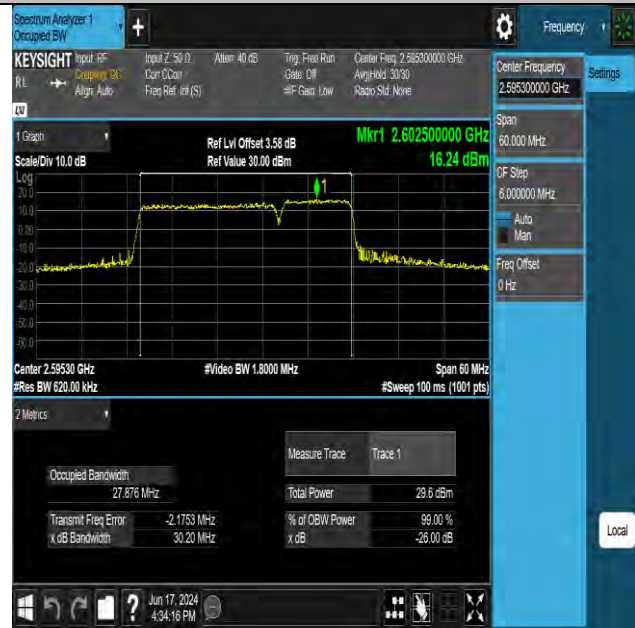 Spectrum Analyzer 1
Occupied BW
+
Frequency
KEYSIGHT
RL
Input: RF
Coupling: DC
Align: Auto
Input Z: 50 Ω
Corr CCorr
Freq Ref: Int (S)
Atten: 40 dB
Trig: Free Run
Gate: Off
#IF Gain: Low
Center Freq: 2.595300000 GHz
Avg|Hold: 30/30
Radio Std: None
LXI
Center Frequency
2.595300000 GHz
Settings
Span
60.000 MHz
CF Step
6.000000 MHz
Auto
Man
Freq Offset
0 Hz
1 Graph
Scale/Div 10.0 dB
Ref Lvl Offset 3.58 dB
Ref Value 30.00 dBm
Mkr1 2.602500000 GHz
16.24 dBm
Log
20.0
10.0
0.00
-10.0
-20.0
-30.0
-40.0
-50.0
-60.0
1
Center 2.59530 GHz
#Res BW 620.00 kHz
#Video BW 1.8000 MHz
Span 60 MHz
#Sweep 100 ms (1001 pts)
2 Metrics
Measure Trace
Trace 1
Occupied Bandwidth
27.876 MHz
Total Power
29.6 dBm
Transmit Freq Error
-2.1753 MHz
% of OBW Power
99.00 %
x dB Bandwidth
30.20 MHz
x dB
-26.00 dB
Local
?
Jun 17, 2024
4:34:16 PM